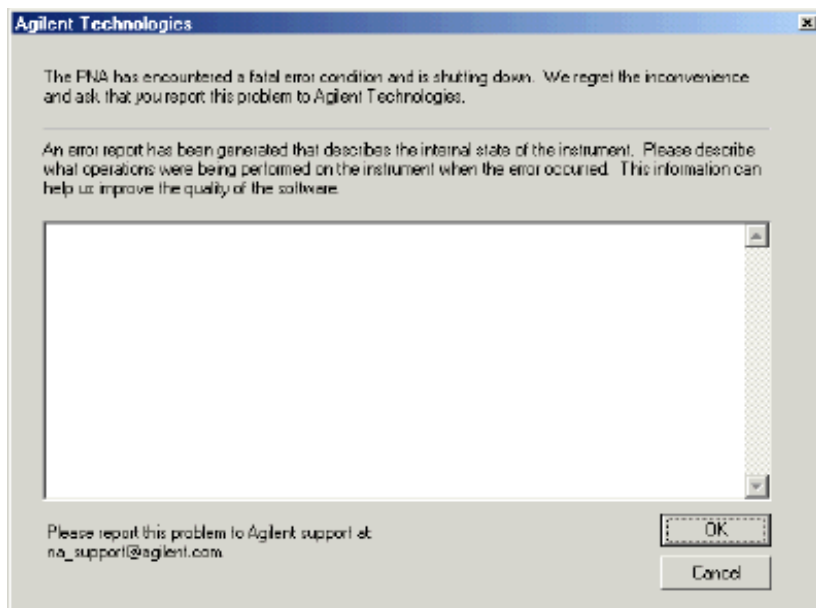 Agilent Technologies
The PNA has encountered a fatal error condition and is shutting down.  We regret the inconvenience
and ask that you report this problem to Agilent Technologies.
An error report has been generated that describes the internal state of the instrument.  Please describe
what operations were being performed on the instrument when the error occurred.  This information can
help us improve the quality of the software.
Please report this problem to Agilent support at:
na_support@agilent.com.
OK
Cancel